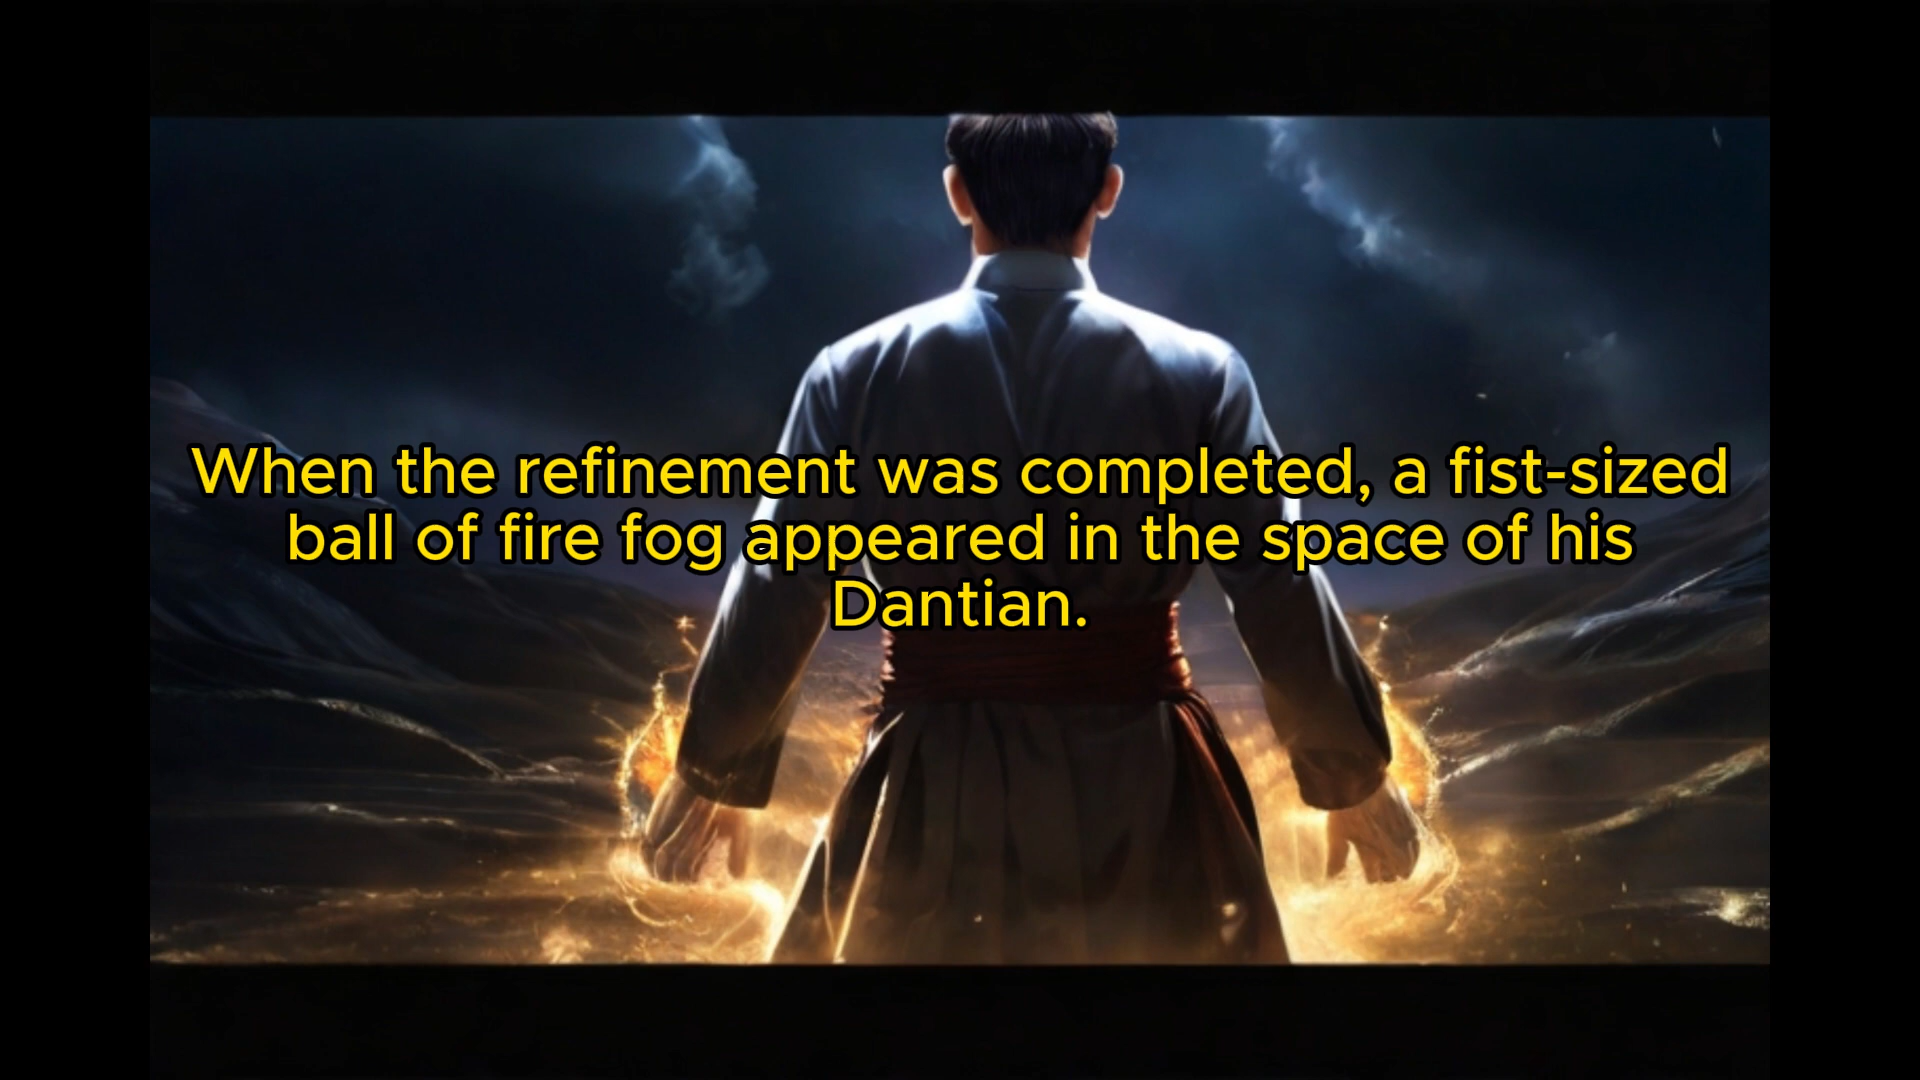 When the refinement was completed, a fist-sized
ball of fire fog appeared in the space of his
Dantian.